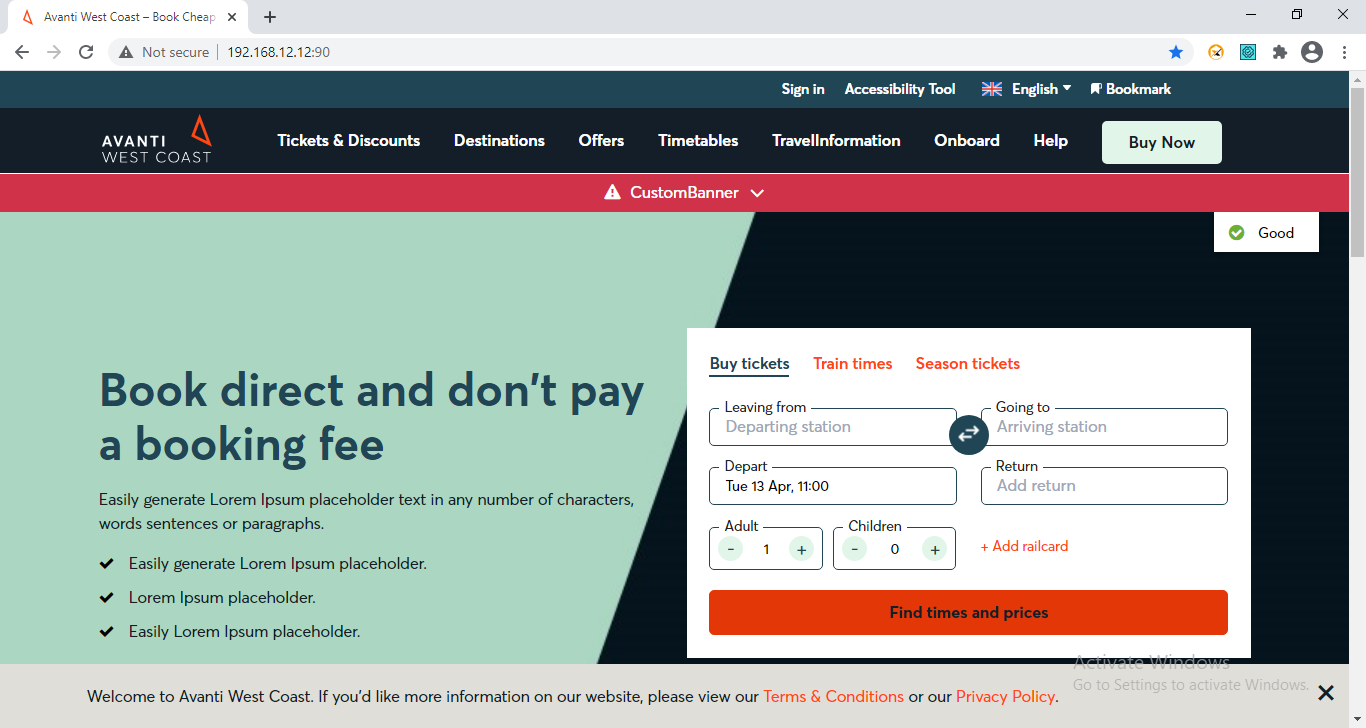 Avanti West Coast – Book Cheap
Not secure 192.168.12.12:90
Sign in Accessibility Tool English Bookmark
AVANTI
WEST COAST
Tickets & Discounts Destinations Offers Timetables TravelInformation Onboard Help Buy Now
CustomBanner
Good
Book direct and don't pay
a booking fee
Easily generate Lorem Ipsum placeholder text in any number of characters,
words sentences or paragraphs.
Easily generate Lorem Ipsum placeholder.
Lorem Ipsum placeholder.
Easily Lorem Ipsum placeholder.
Buy tickets Train times Season tickets
Leaving from Going to
Departing station Arriving station
Depart Return
Tue 13 Apr, 11:00 Add return
Adult Children
- 1 + - 0 + + Add railcard
Find times and prices
Activate Windows
Go to Settings to activate Windows.
Welcome to Avanti West Coast. If you'd like more information on our website, please view our Terms & Conditions or our Privacy Policy.